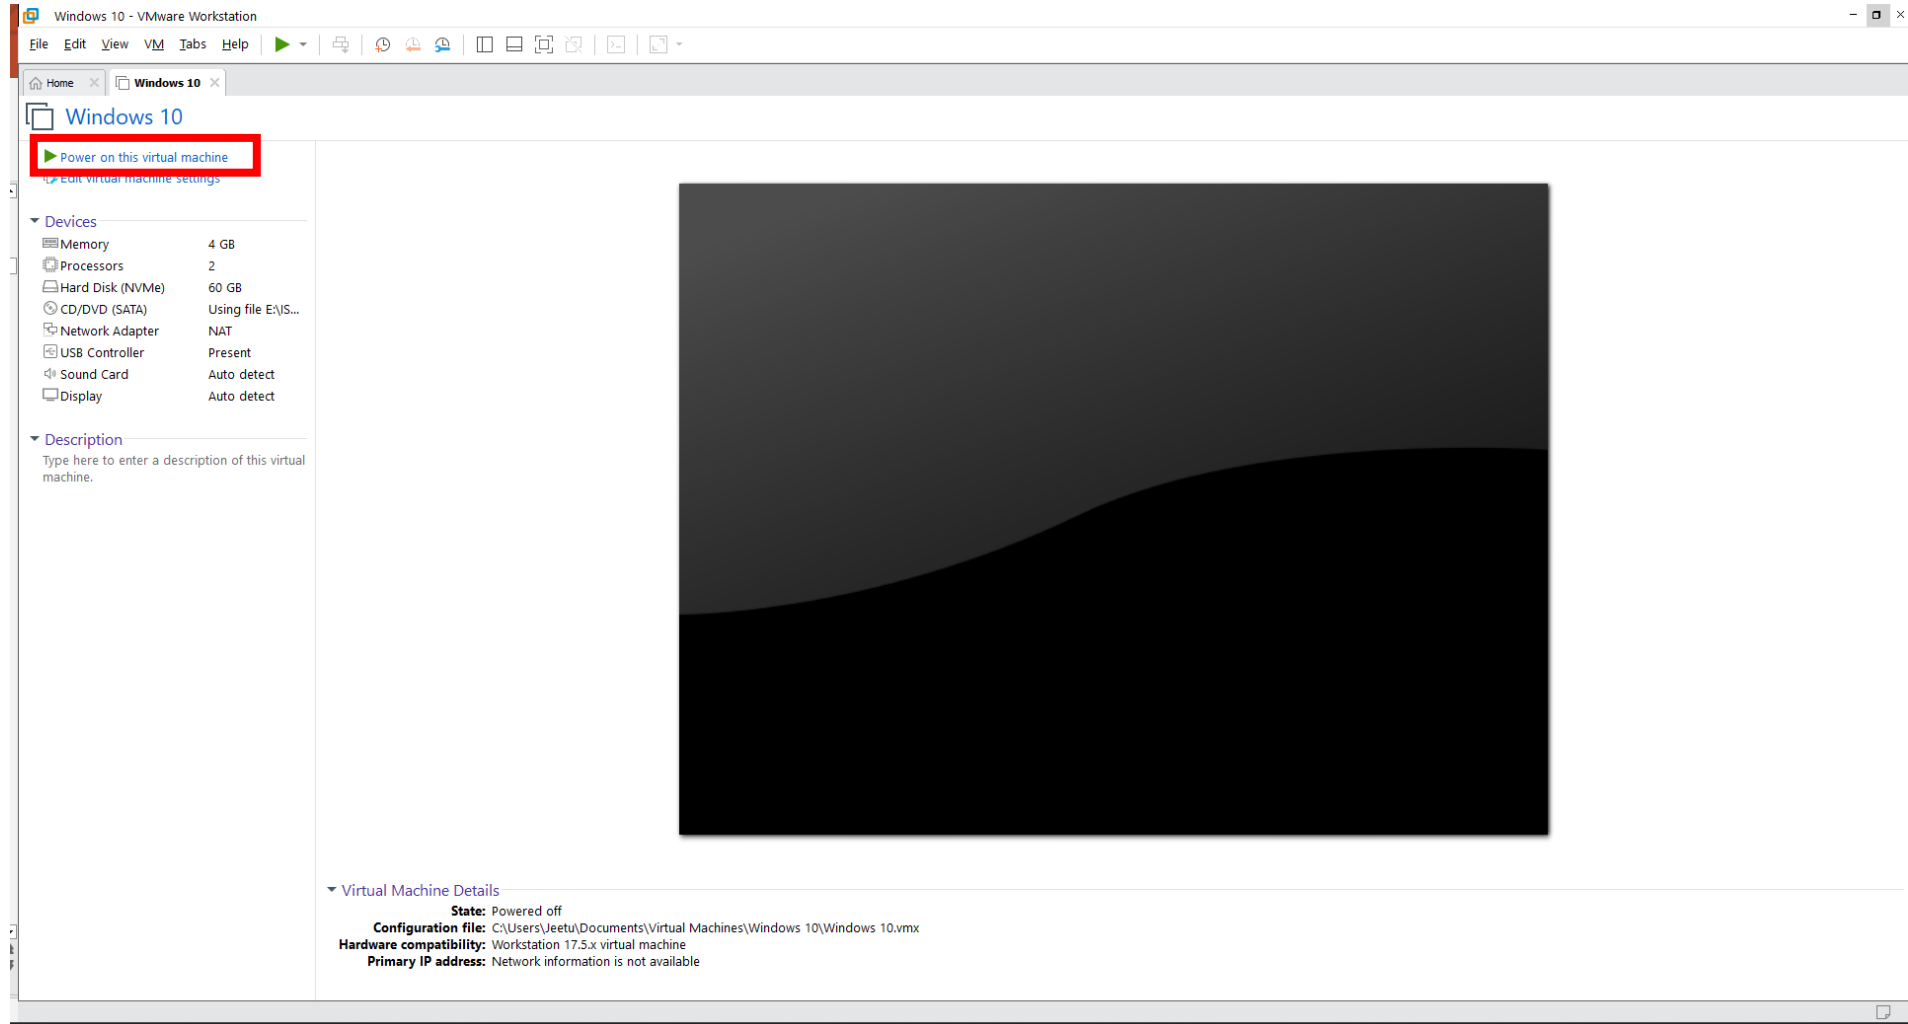 Windows 10 - VMware Workstation
File Edit View VM Tabs Help
Home Windows 10
Windows 10
Power on this virtual machine
Edit virtual machine settings
Devices
Memory 4 GB
Processors 2
Hard Disk (NVMe) 60 GB
CD/DVD (SATA) Using file E:\IS...
Network Adapter NAT
USB Controller Present
Sound Card Auto detect
Display Auto detect
Description
Type here to enter a description of this virtual
machine.
Virtual Machine Details
State: Powered off
Configuration file: C:\Users\Jeetu\Documents\Virtual Machines\Windows 10\Windows 10.vmx
Hardware compatibility: Workstation 17.5.x virtual machine
Primary IP address: Network information is not available